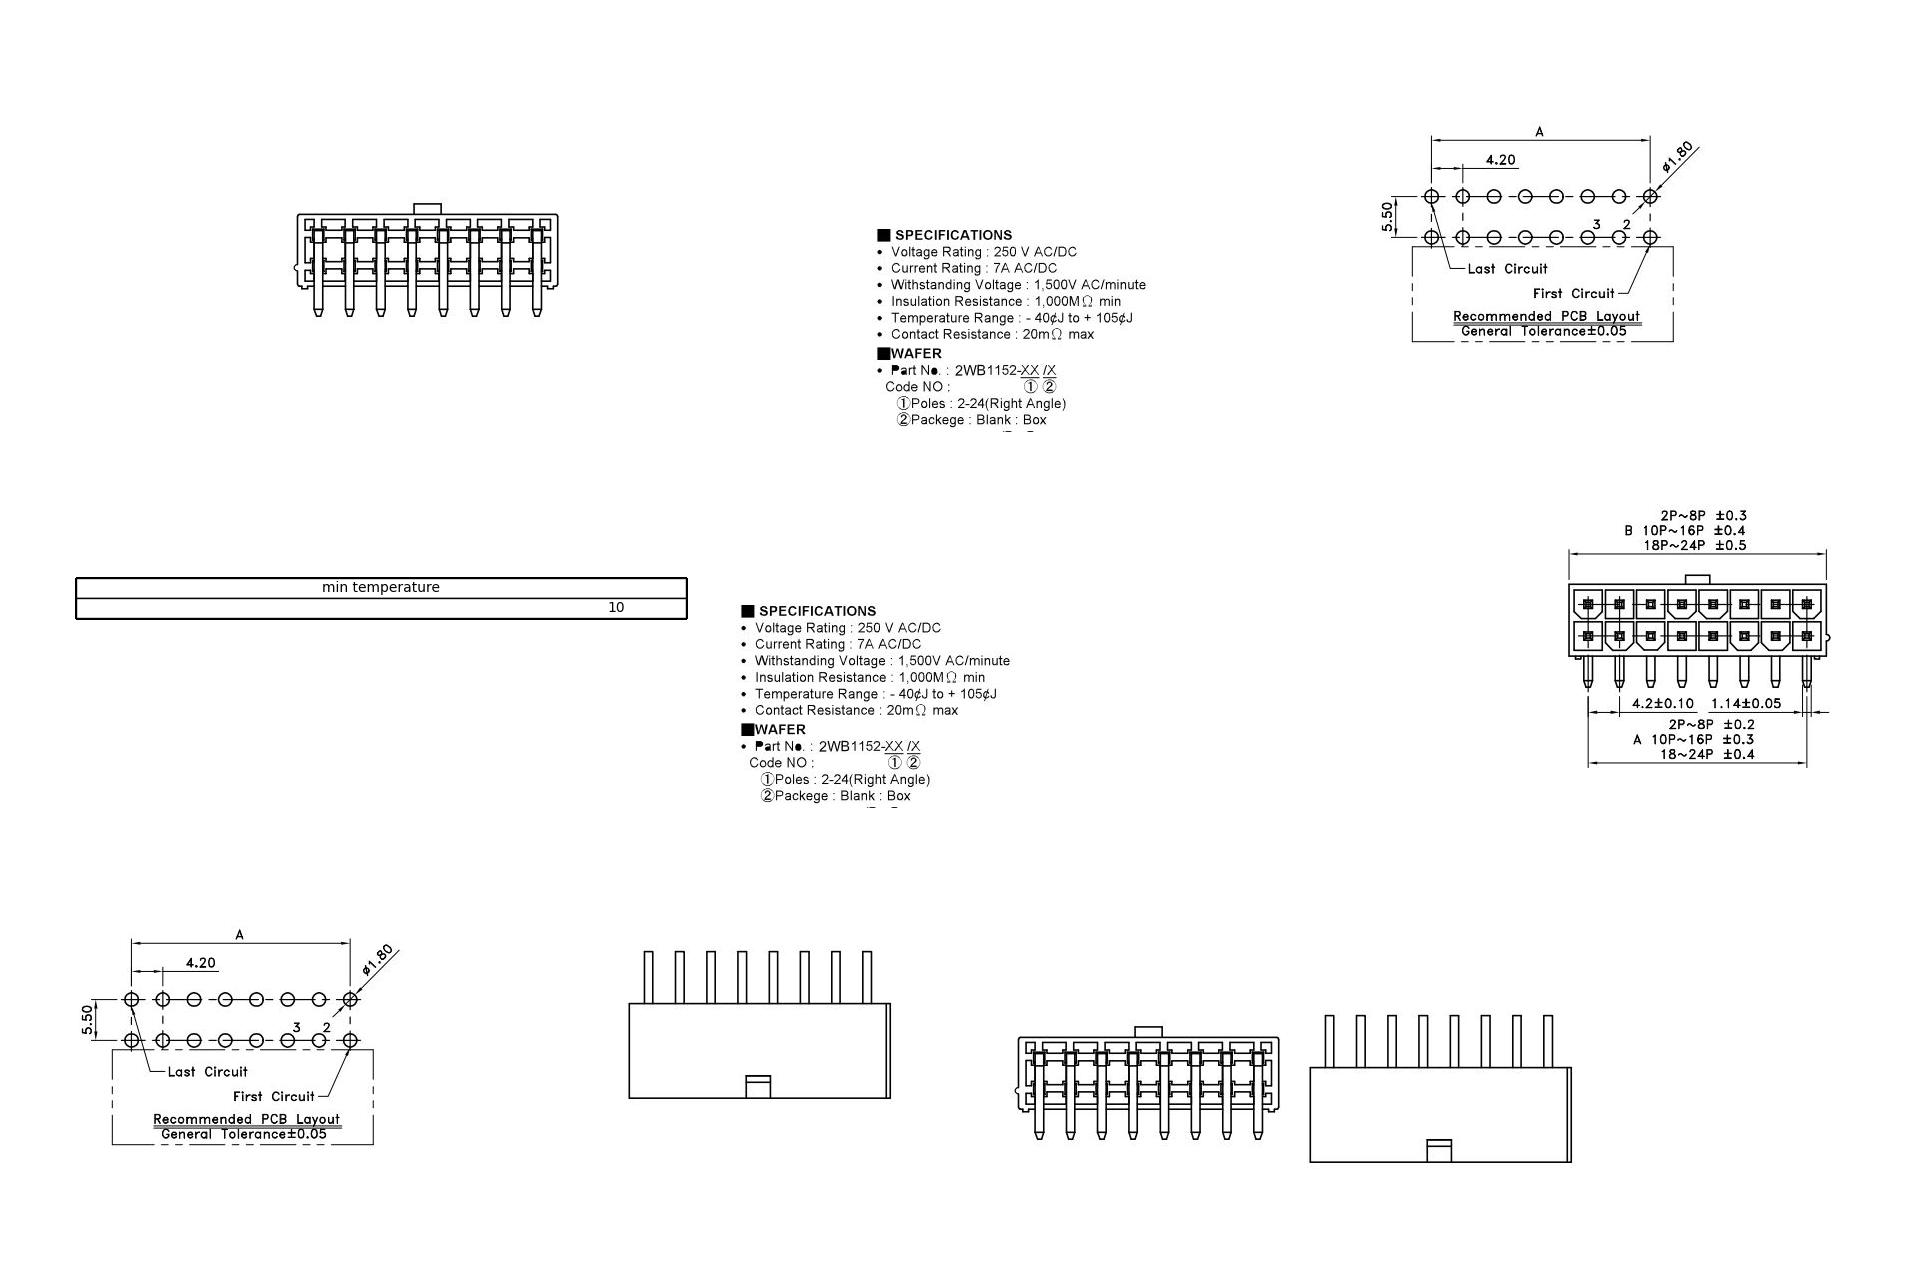 A
4.20
ø1.80
5.50
3 2
Last Circuit
First Circuit
Recommended PCB Layout
General Tolerance±0.05
■ SPECIFICATIONS
• Voltage Rating : 250 V AC/DC
• Current Rating : 7A AC/DC
• Withstanding Voltage : 1,500V AC/minute
• Insulation Resistance : 1,000MΩ min
• Temperature Range : - 40¢J to + 105¢J
• Contact Resistance : 20mΩ max
■WAFER
• Part No. : 2WB1152-XX /X
Code NO : ① ②
①Poles : 2-24(Right Angle)
②Packege : Blank : Box
2P~8P ±0.3
B 10P~16P ±0.4
18P~24P ±0.5
min temperature
10
■ SPECIFICATIONS
• Voltage Rating : 250 V AC/DC
• Current Rating : 7A AC/DC
• Withstanding Voltage : 1,500V AC/minute
• Insulation Resistance : 1,000MΩ min
• Temperature Range : - 40¢J to + 105¢J
• Contact Resistance : 20mΩ max
■WAFER
• Part No. : 2WB1152-XX /X
Code NO : ① ②
①Poles : 2-24(Right Angle)
②Packege : Blank : Box
4.2±0.10 1.14±0.05
2P~8P ±0.2
A 10P~16P ±0.3
18~24P ±0.4
A
4.20
ø1.80
5.50
3 2
Last Circuit
First Circuit
Recommended PCB Layout
General Tolerance±0.05